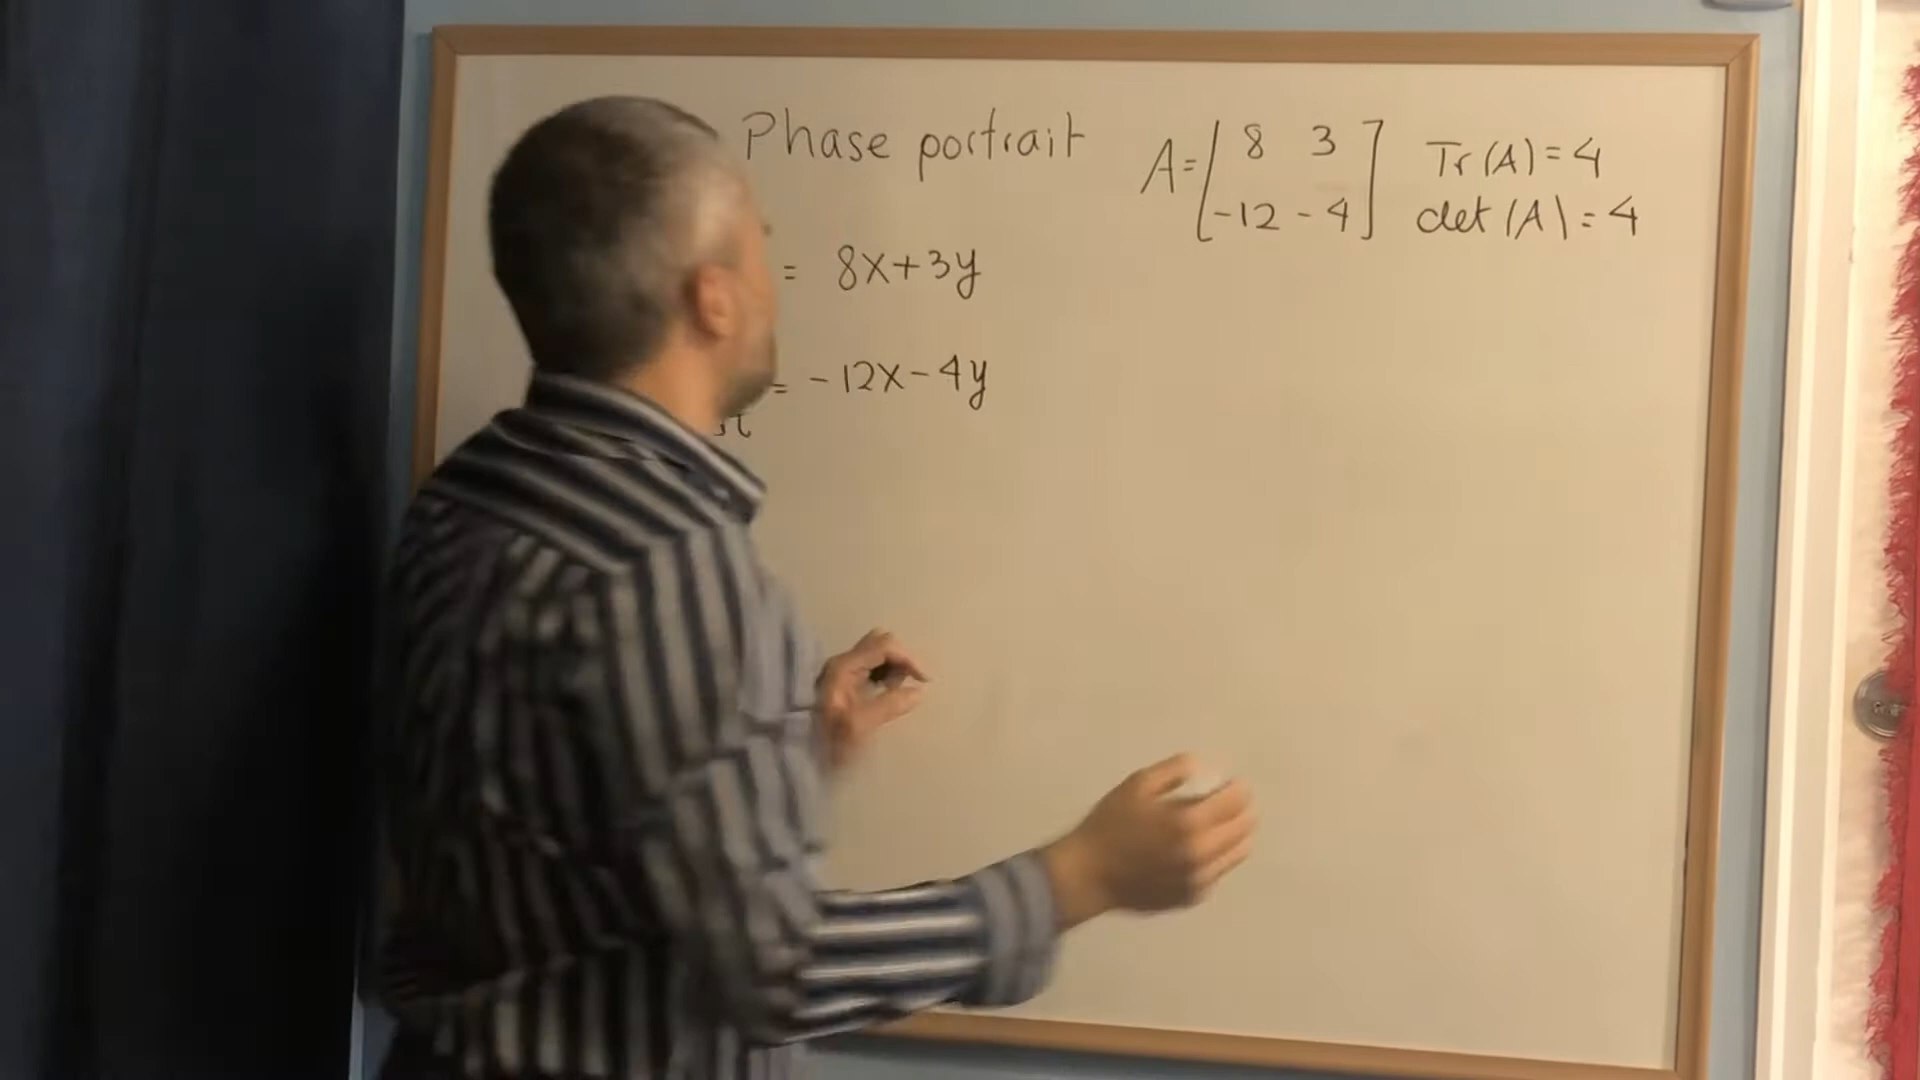 Phase portrait
A = [ 8 3
-12 -4 ]
Tr(A) = 4
det(A) = 4
= 8x+3y
= -12x-4y